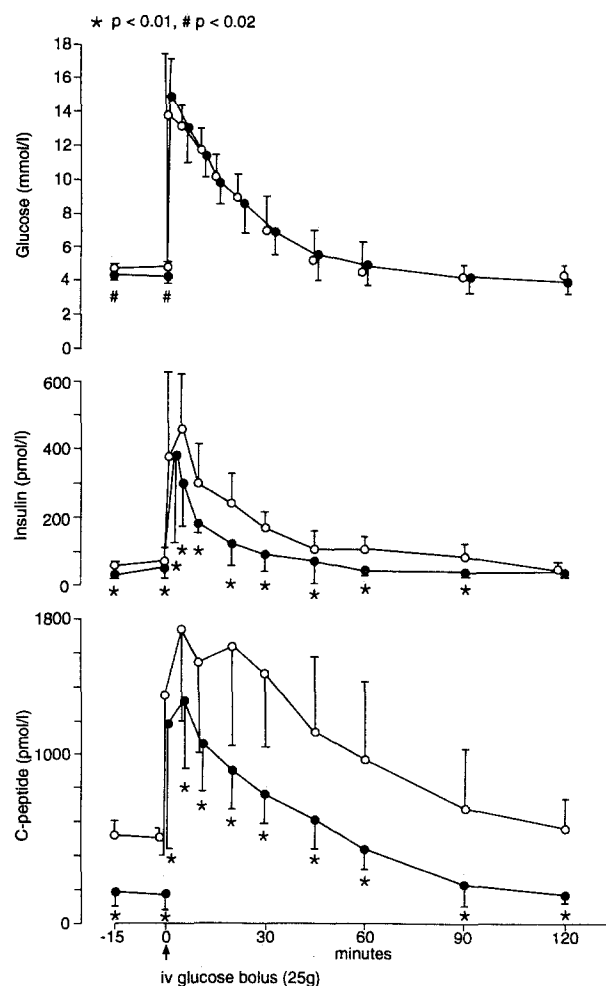 * p < 0.01, # p < 0.02
18
16
14
12
10
8
6
4
2
0
Glucose (mmol/l)
# #
600
400
200
0
Insulin (pmol/l)
* * * * * * * * * *
1800
1000
0
C-peptide (pmol/l)
* * * * * * * * * * *
-15 0 30 60 90 120
minutes
iv glucose bolus (25g)